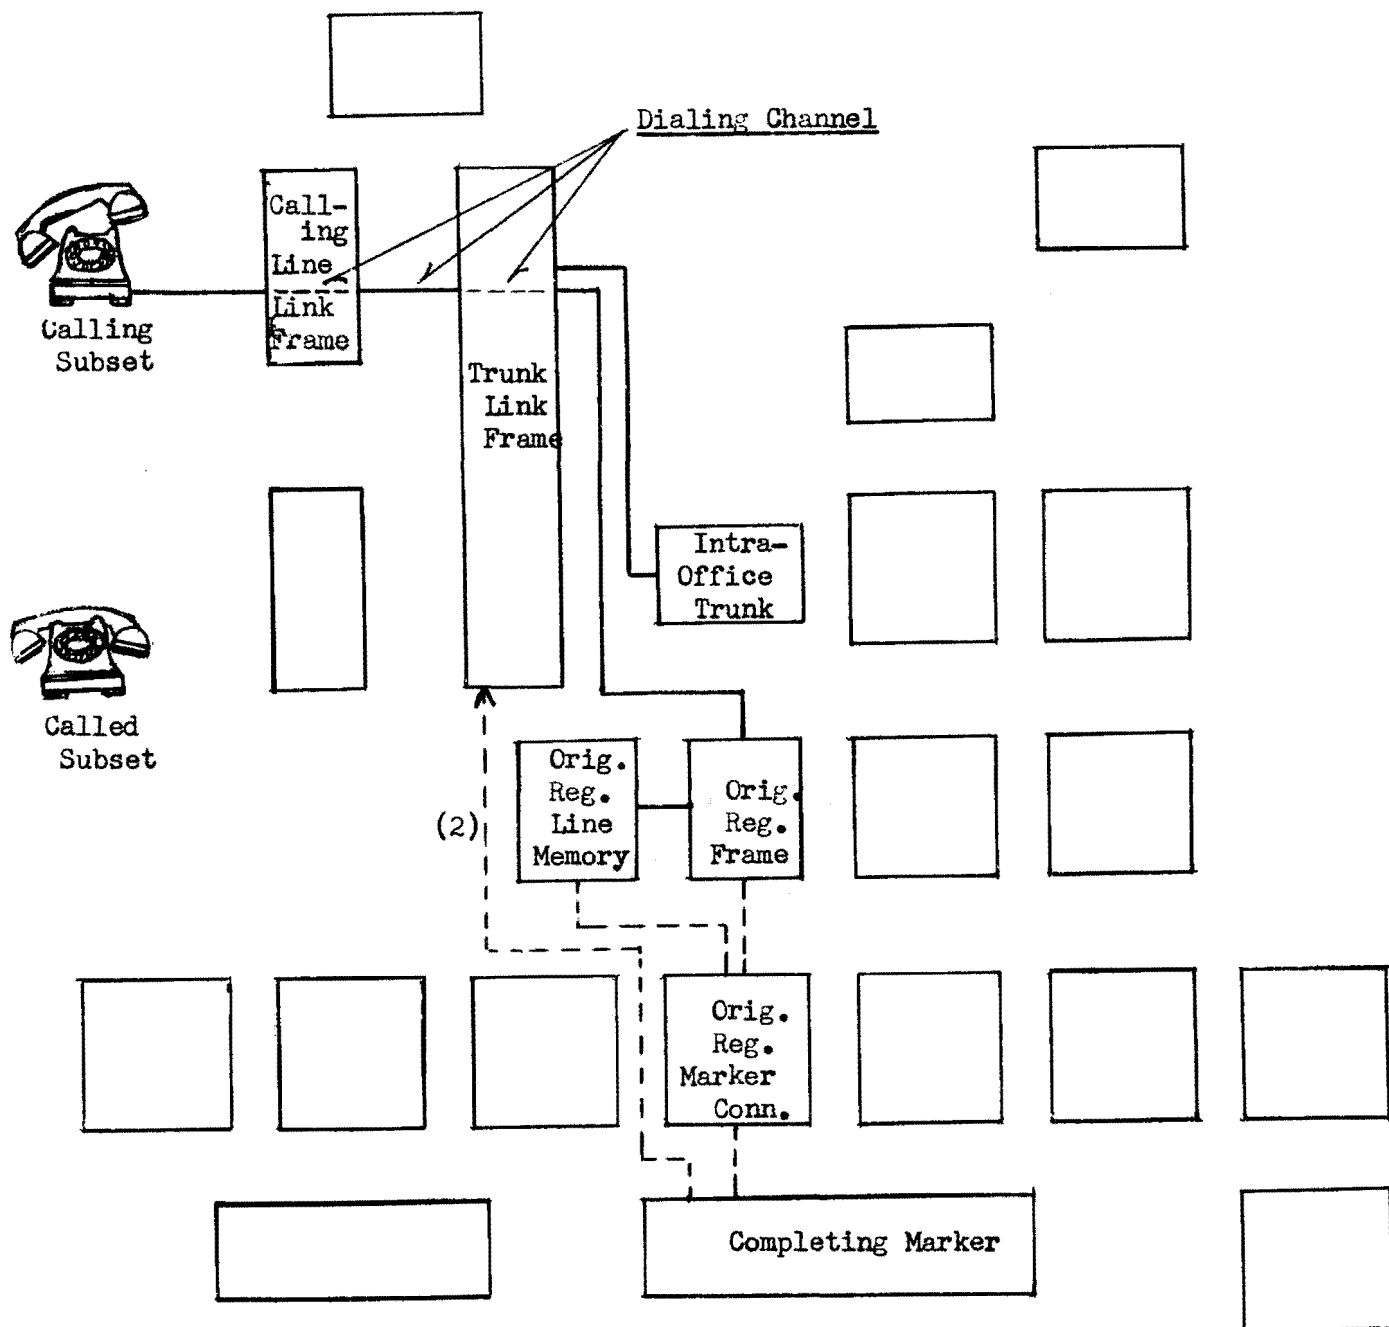 Dialing Channel
Call-
ing
Line
Link
Frame
Calling
Subset
Trunk
Link
Frame
Intra-
Office
Trunk
Called
Subset
(2)
Orig.
Reg.
Line
Memory
Orig.
Reg.
Frame
Orig.
Reg.
Marker
Conn.
Completing Marker